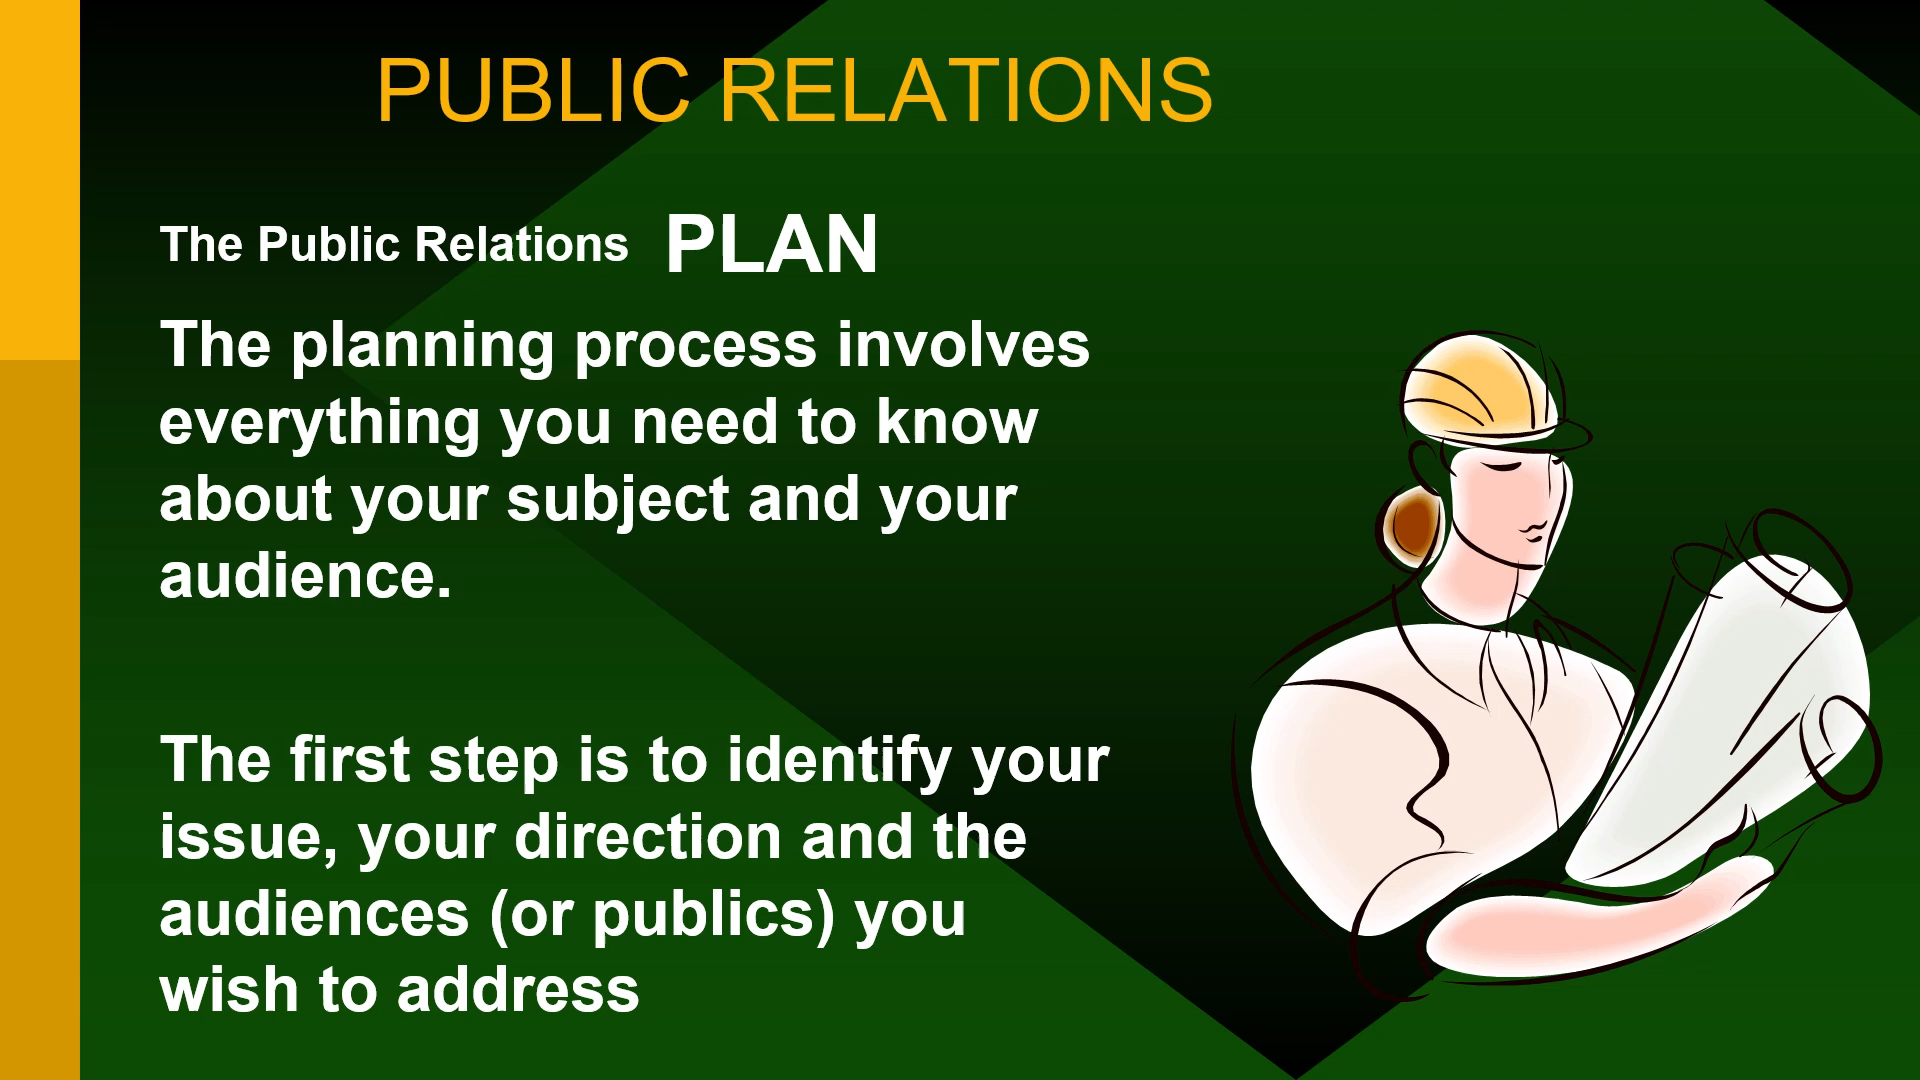 PUBLIC RELATIONS
The Public Relations PLAN
The planning process involves
everything you need to know
about your subject and your
audience.
The first step is to identify your
issue, your direction and the
audiences (or publics) you
wish to address